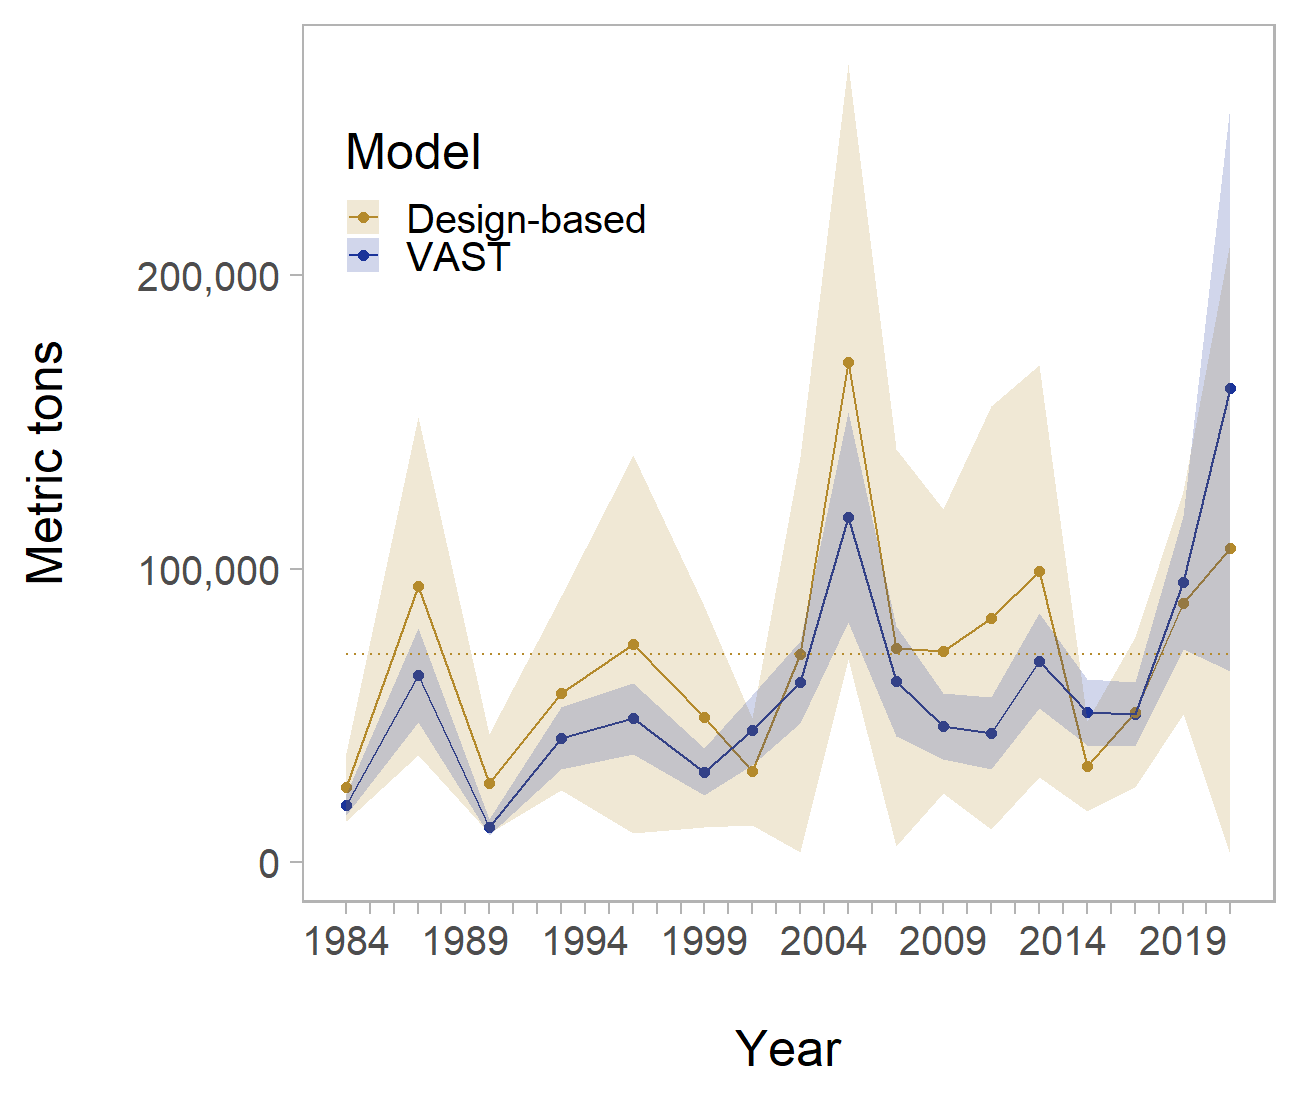 Model
Design-based
VAST
Metric tons
200,000
100,000
0
1984 1989 1994 1999 2004 2009 2014 2019
Year